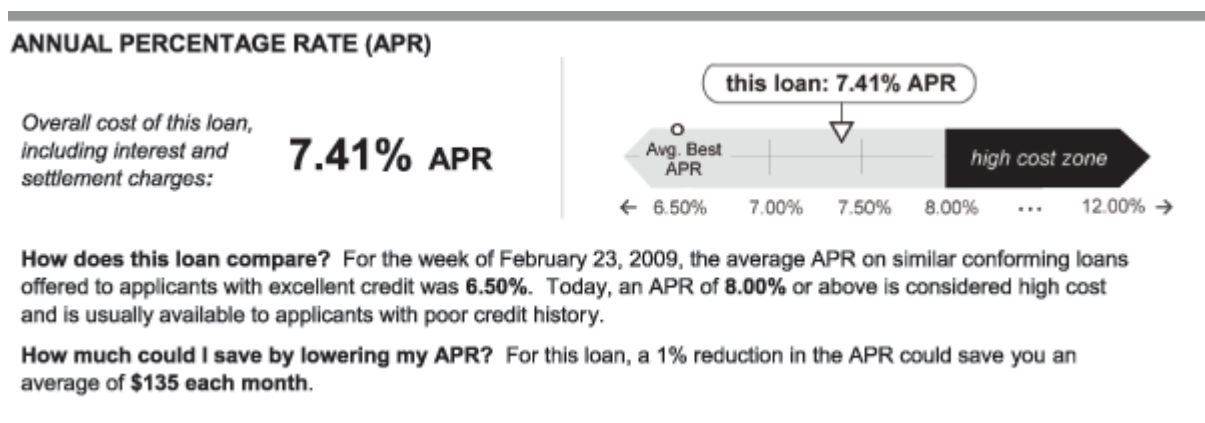 ANNUAL PERCENTAGE RATE (APR)
Overall cost of this loan,
including interest and
settlement charges:
7.41% APR
this loan: 7.41% APR
Avg. Best
APR
high cost zone
← 6.50% 7.00% 7.50% 8.00% ... 12.00% →
How does this loan compare? For the week of February 23, 2009, the average APR on similar conforming loans
offered to applicants with excellent credit was 6.50%. Today, an APR of 8.00% or above is considered high cost
and is usually available to applicants with poor credit history.
How much could I save by lowering my APR? For this loan, a 1% reduction in the APR could save you an
average of $135 each month.